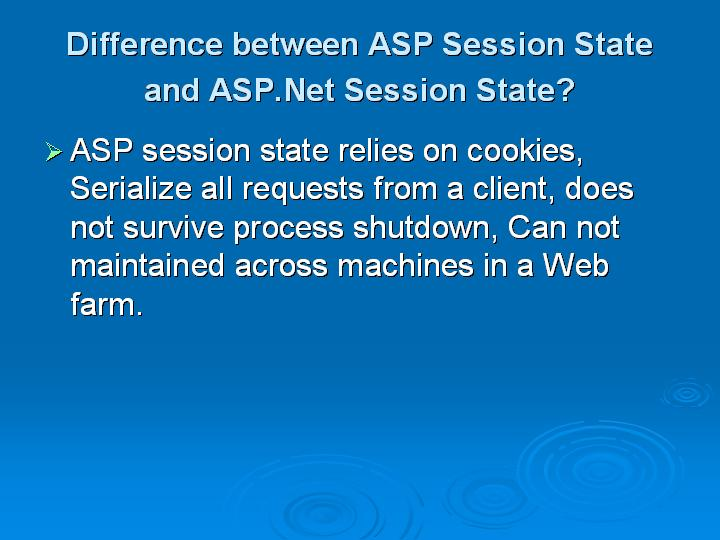 Difference between ASP Session State
and ASP.Net Session State?
ASP session state relies on cookies,
Serialize all requests from a client, does
not survive process shutdown, Can not
maintained across machines in a Web
farm.